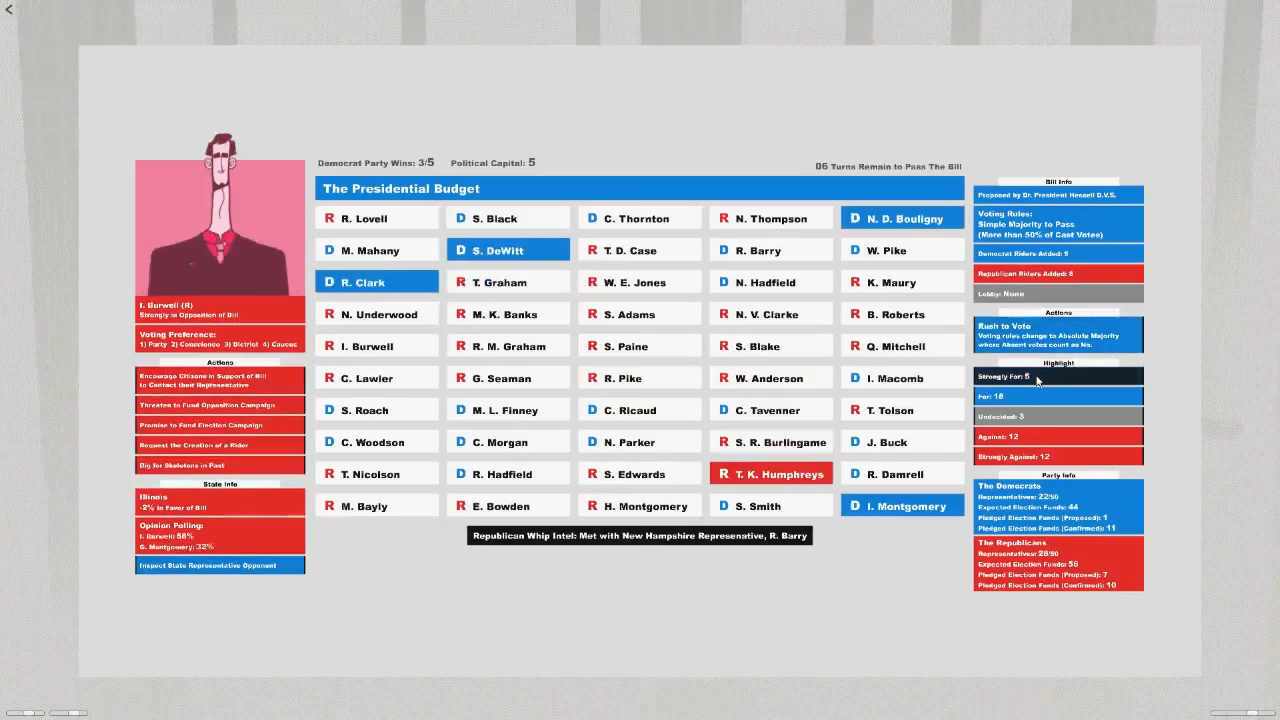 Democrat Party Wins: 3/5 Political Capital: 5 06 Turns Remain to Pass The Bill
The Presidential Budget
I. Burwell (R)
Strongly in Opposition of Bill
Voting Preference:
1) Party 2) Conscience 3) District 4) Caucus
Actions
Encourage Citizens in Support of Bill
to Contact their Representative
Threaten to Fund Opposition Campaign
Promise to Fund Election Campaign
Request the Creation of a Rider
Dig for Skeletons in Past
State Info
Illinois
-2% in Favor of Bill
Opinion Polling:
I. Burwell: 68%
G. Montgomery: 32%
Inspect State Representative Opponent
R R. Lovell D S. Black D C. Thornton R N. Thompson D N. D. Bouligny
D M. Mahany D S. DeWitt R T. D. Case D R. Barry D W. Pike
D R. Clark R T. Graham R W. E. Jones D N. Hadfield R K. Maury
R N. Underwood R M. K. Banks R S. Adams R N. V. Clarke R B. Roberts
R I. Burwell R R. M. Graham R S. Paine R S. Blake R Q. Mitchell
R C. Lawler R G. Seaman R R. Pike R W. Anderson D I. Macomb
D S. Roach D M. L. Finney D C. Ricaud D C. Tavenner R T. Tolson
D C. Woodson D C. Morgan D N. Parker R S. R. Burlingame D J. Buck
R T. Nicolson D R. Hadfield R S. Edwards R T. K. Humphreys D R. Damrell
R M. Bayly R E. Bowden R H. Montgomery D S. Smith D I. Montgomery
Republican Whip Intel: Met with New Hampshire Represenative, R. Barry
Bill Info
Proposed by Dr. President Hessell D.V.S.
Voting Rules:
Simple Majority to Pass
(More than 50% of Cast Votes)
Democrat Riders Added: 5
Republican Riders Added: 8
Lobby: None
Actions
Rush to Vote
Voting rules change to Absolute Majority
where Absent votes count as No.
Highlight
Strongly For: 5
For: 18
Undecided: 3
Against: 12
Strongly Against: 12
Party Info
The Democrats
Representatives: 22/50
Expected Election Funds: 44
Pledged Election Funds (Proposed): 1
Pledged Election Funds (Confirmed): 11
The Republicans
Representatives: 28/50
Expected Election Funds: 56
Pledged Election Funds (Proposed): 7
Pledged Election Funds (Confirmed): 10